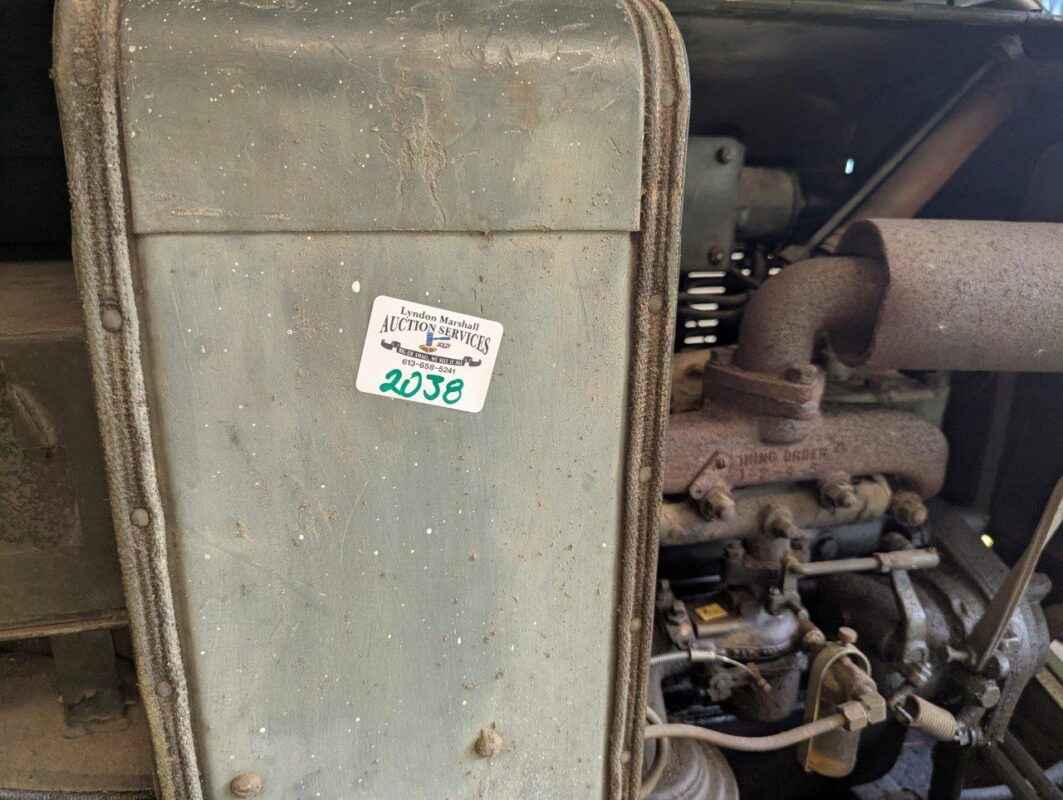 Lyndon Marshall
AUCTION SERVICES
613-658-5241
2038
FIRING ORDER